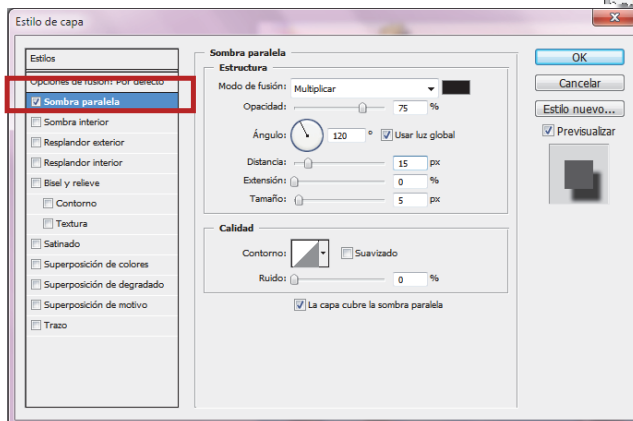 Estilo de capa
Estilos
Opciones de fusión: Por defecto
Sombra paralela
Sombra interior
Resplandor exterior
Resplandor interior
Bisel y relieve
Contorno
Textura
Satinado
Superposición de colores
Superposición de degradado
Superposición de motivo
Trazo
Sombra paralela
Estructura
Modo de fusión: Multiplicar
Opacidad: 75 %
Ángulo: 120 ° Usar luz global
Distancia: 15 px
Extensión: 0 %
Tamaño: 5 px
Calidad
Contorno: Suavizado
Ruido: 0 %
La capa cubre la sombra paralela
OK
Cancelar
Estilo nuevo...
Previsualizar